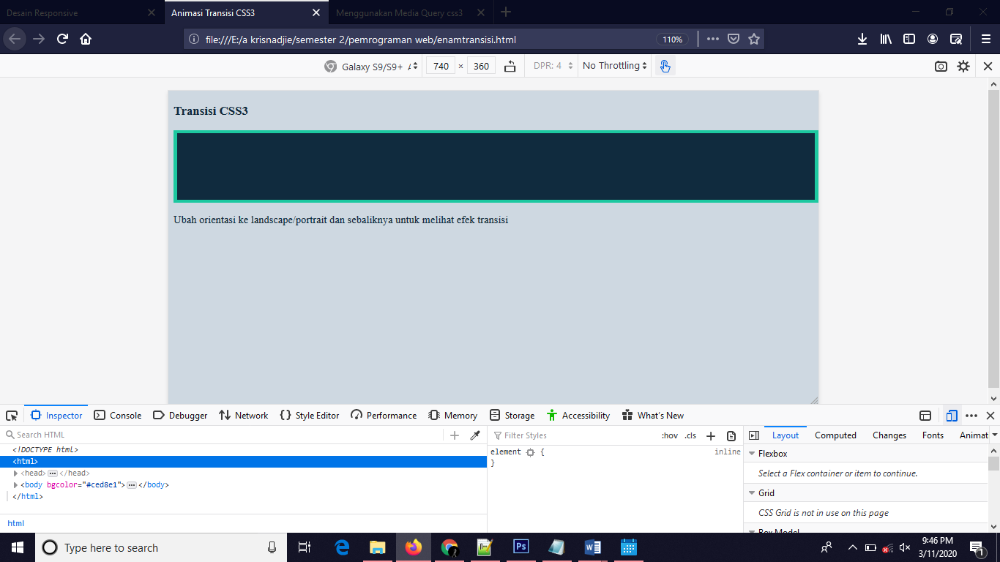 Desain Responsive
Animasi Transisi CSS3
Menggunakan Media Query css3
file:///E:/a krisnadjie/semester 2/pemrograman web/enamtransisi.html
110%
Galaxy S9/S9+
740 × 360
DPR: 4
No Throttling
Transisi CSS3
Ubah orientasi ke landscape/portrait dan sebaliknya untuk melihat efek transisi
Inspector Console Debugger Network Style Editor Performance Memory Storage Accessibility What's New
Search HTML
Filter Styles
:hov .cls
Layout Computed Changes Fonts Animat
<!DOCTYPE html>
<html>
<head> ••• </head>
<body bgcolor="#ced8e1"> ••• </body>
</html>
html
element { inline
}
Flexbox
Select a Flex container or item to continue.
Grid
CSS Grid is not in use on this page
Box Model
Type here to search
Ps
W
9:46 PM
3/11/2020
1